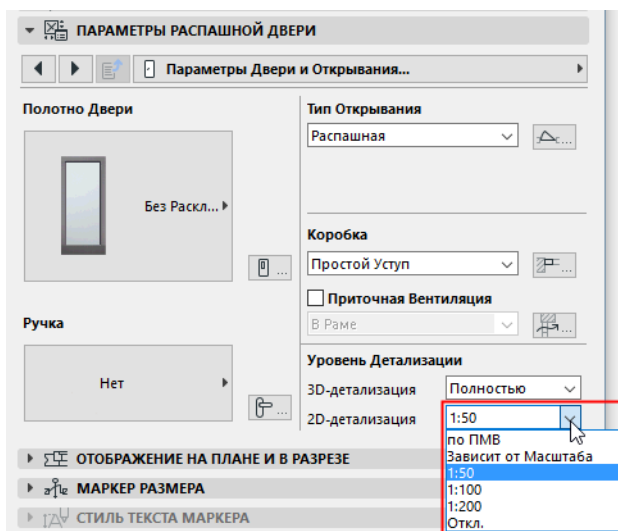 ПАРАМЕТРЫ РАСПАШНОЙ ДВЕРИ
Параметры Двери и Открывания...
Полотно Двери
Без Раскл...
...
Ручка
Нет
...
Тип Открывания
Распашная
...
Коробка
Простой Уступ
...
Приточная Вентиляция
В Раме
...
Уровень Детализации
3D-детализация Полностью
2D-детализация 1:50
по ПМВ
Зависит от Масштаба
1:50
1:100
1:200
Откл.
ОТОБРАЖЕНИЕ НА ПЛАНЕ И В РАЗРЕЗЕ
МАРКЕР РАЗМЕРА
СТИЛЬ ТЕКСТА МАРКЕРА